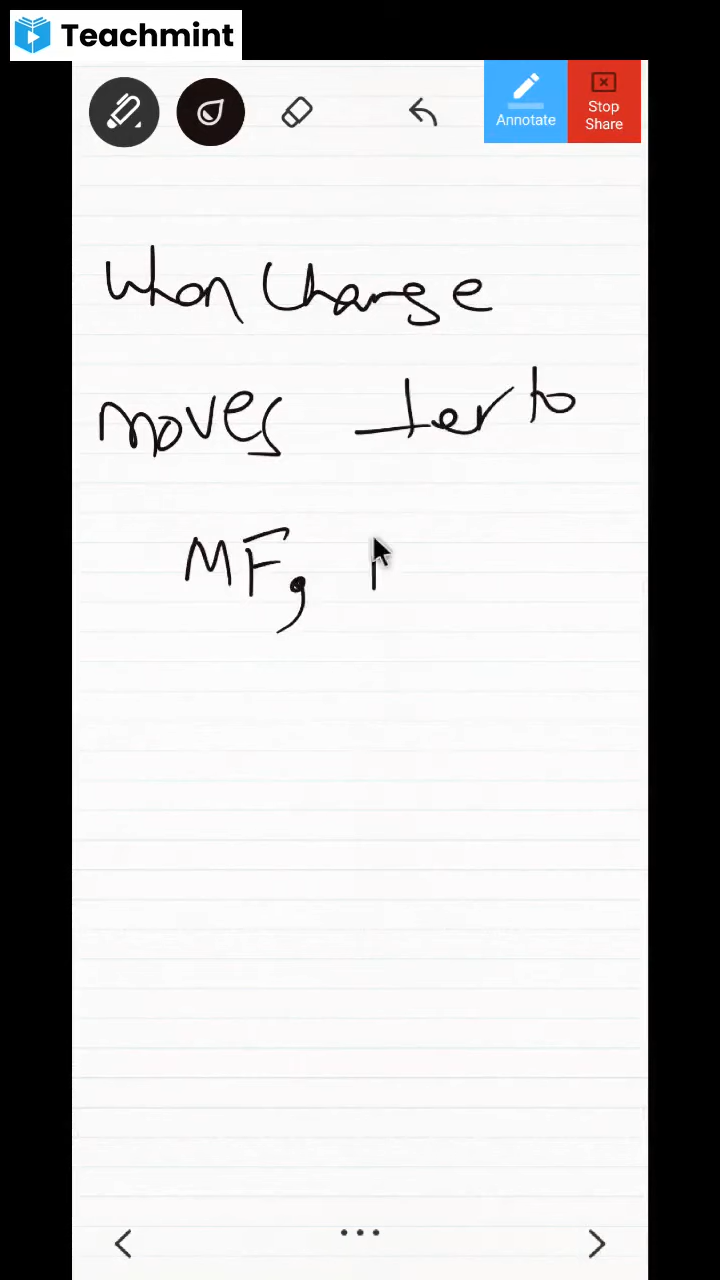 Teachmint
Annotate
Stop
Share
when charge
moves ⊥er to
MF,